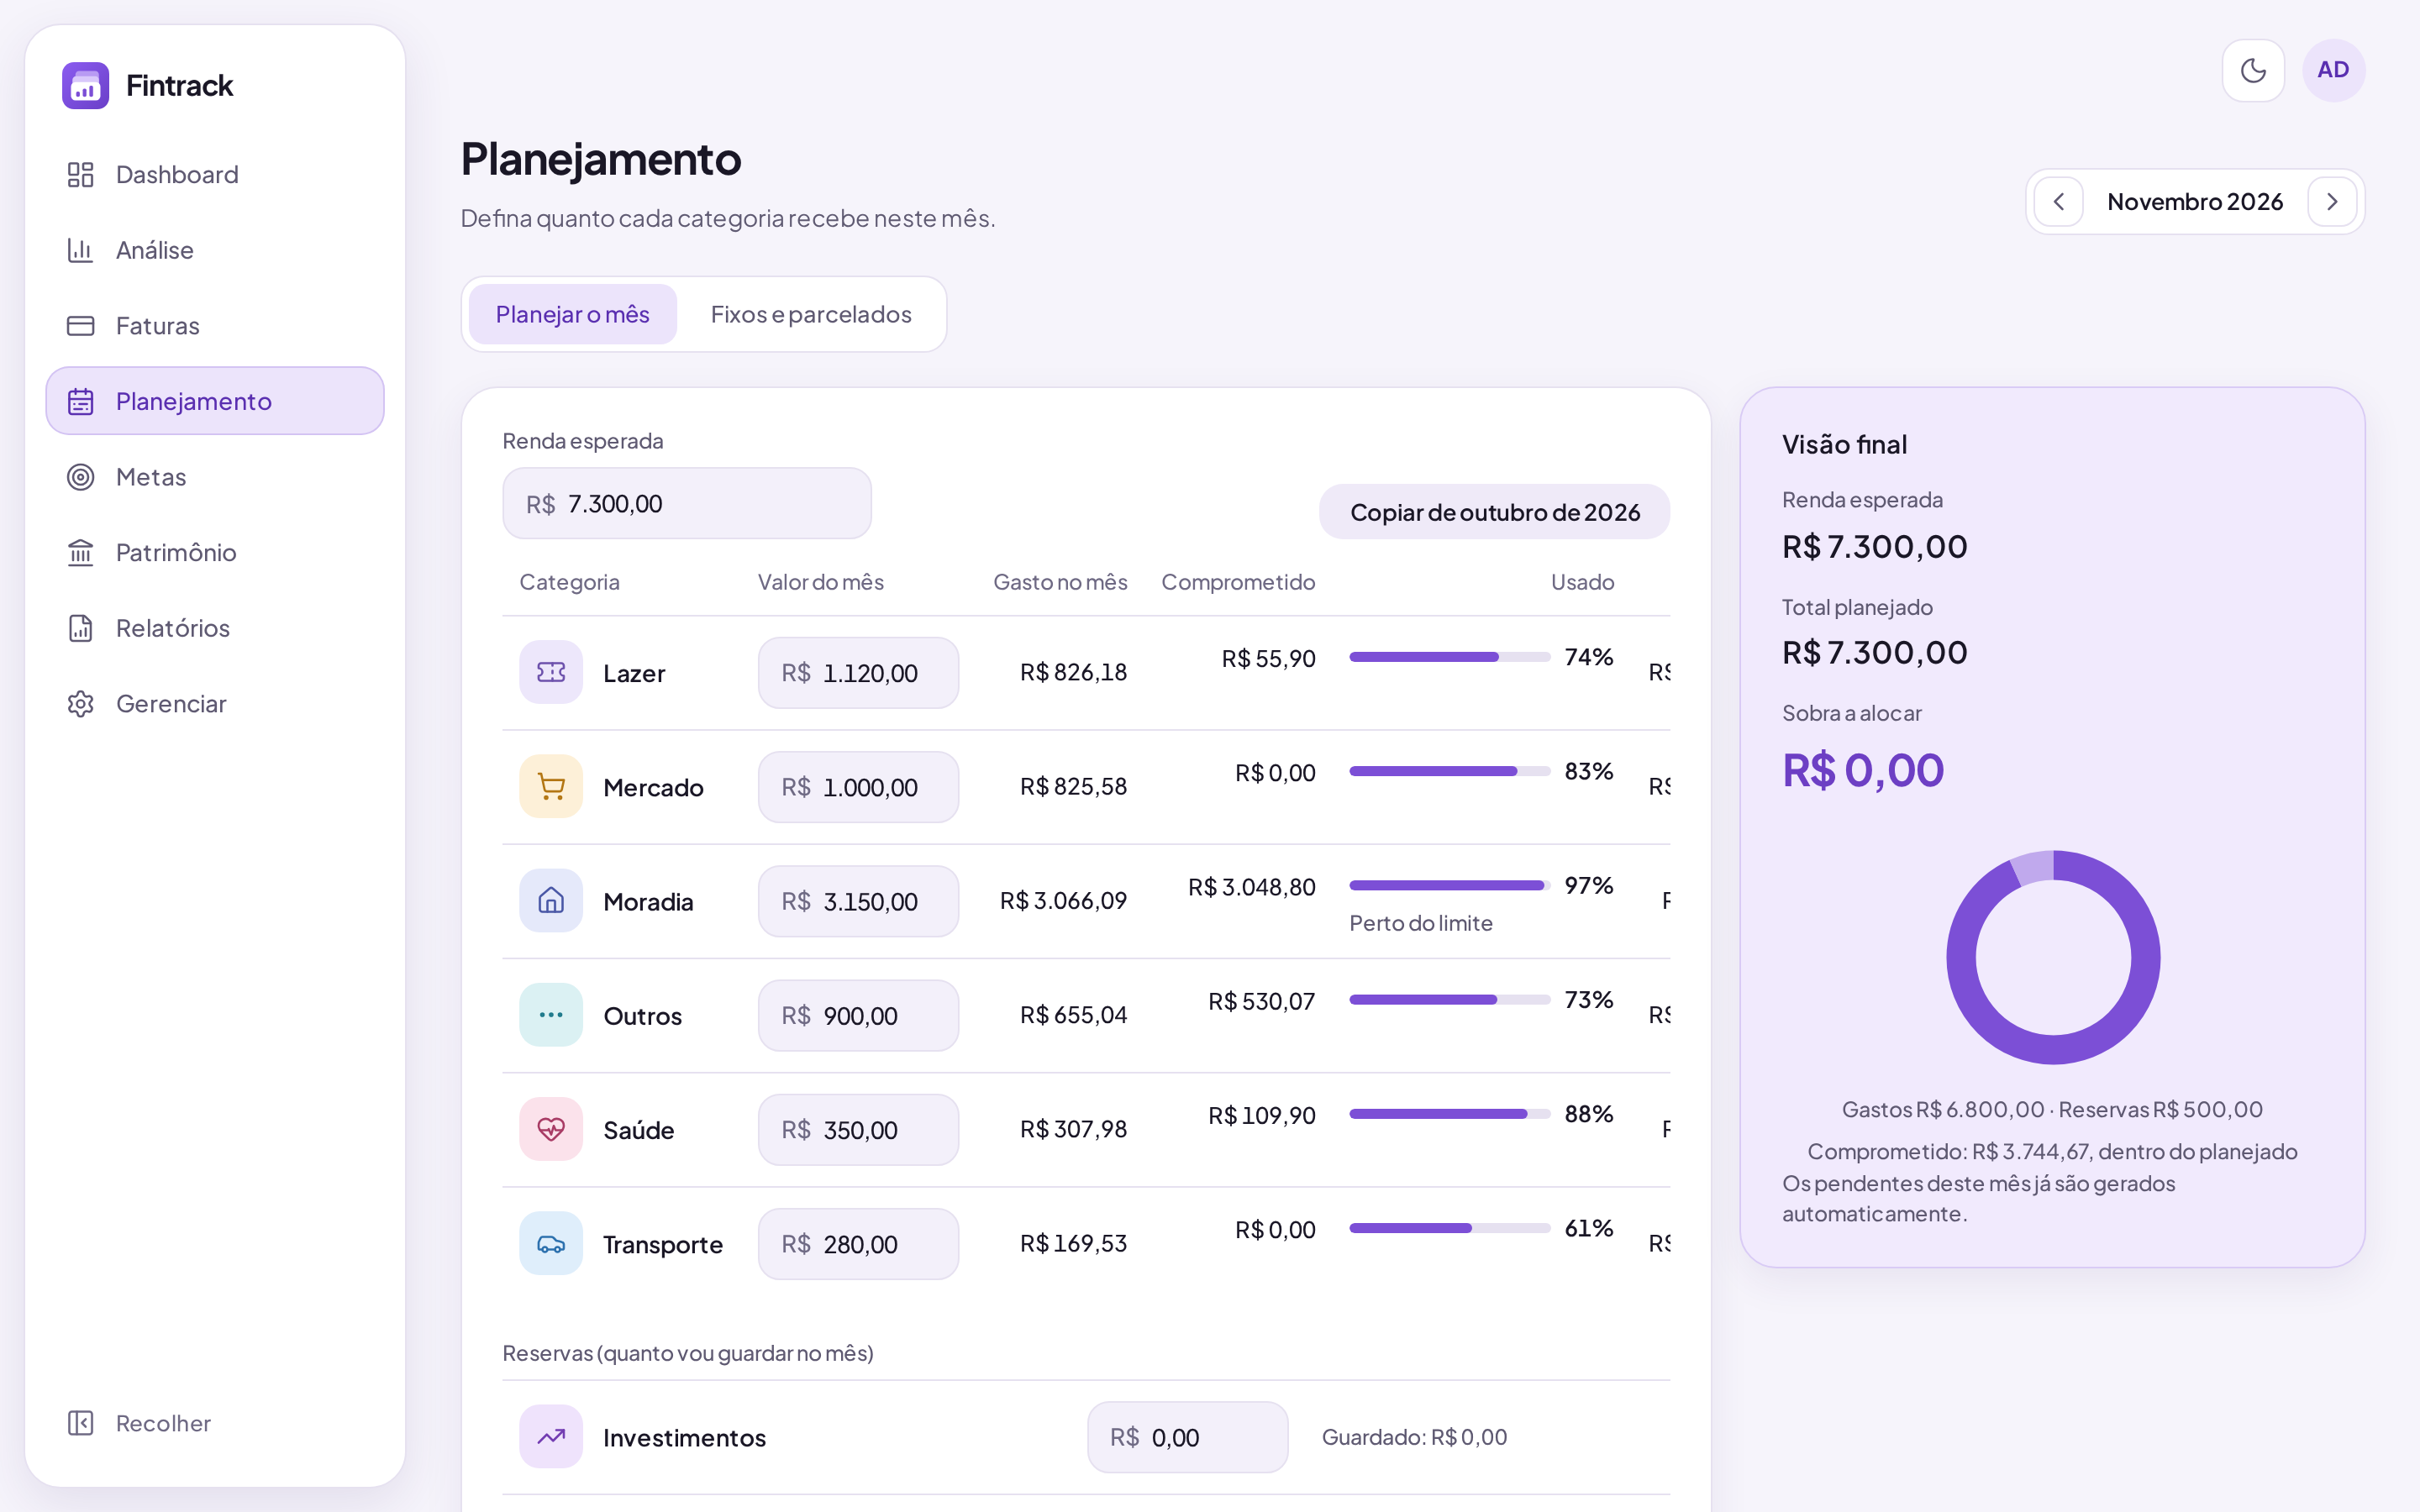 Fintrack
Dashboard
Análise
Faturas
Planejamento
Metas
Patrimônio
Relatórios
Gerenciar
Recolher
AD
Planejamento
Defina quanto cada categoria recebe neste mês.
Novembro 2026
Planejar o mês
Fixos e parcelados
Renda esperada
R$ 7.300,00
Copiar de outubro de 2026
Categoria Valor do mês Gasto no mês Comprometido Usado
Lazer R$ 1.120,00 R$ 826,18 R$ 55,90 74%
Mercado R$ 1.000,00 R$ 825,58 R$ 0,00 83%
Moradia R$ 3.150,00 R$ 3.066,09 R$ 3.048,80 97%
Perto do limite
Outros R$ 900,00 R$ 655,04 R$ 530,07 73%
Saúde R$ 350,00 R$ 307,98 R$ 109,90 88%
Transporte R$ 280,00 R$ 169,53 R$ 0,00 61%
Reservas (quanto vou guardar no mês)
Investimentos R$ 0,00 Guardado: R$ 0,00
Visão final
Renda esperada
R$ 7.300,00
Total planejado
R$ 7.300,00
Sobra a alocar
R$ 0,00
Gastos R$ 6.800,00 · Reservas R$ 500,00
Comprometido: R$ 3.744,67, dentro do planejado
Os pendentes deste mês já são gerados
automaticamente.